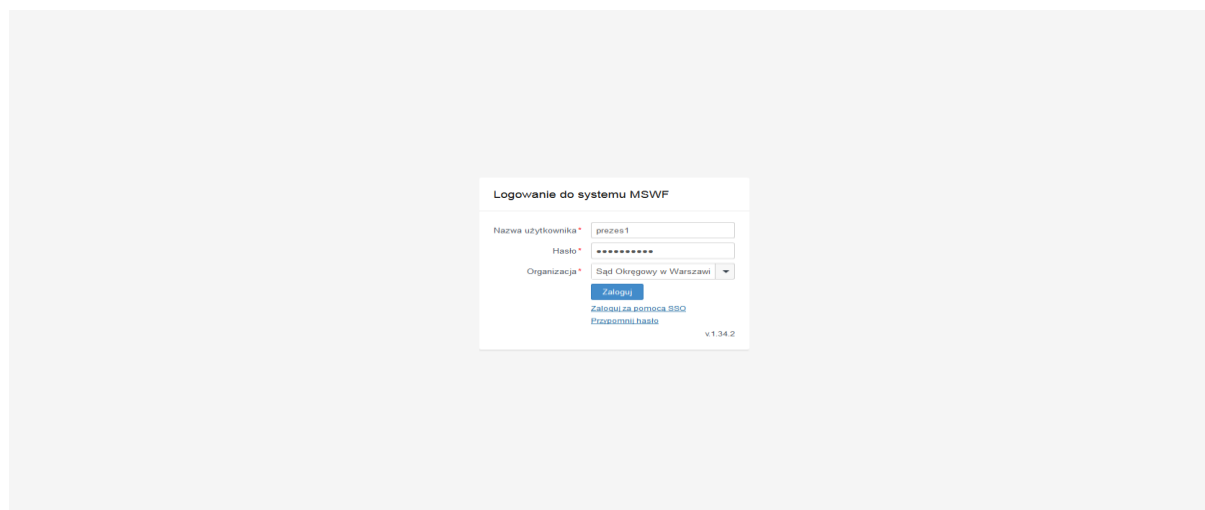 Logowanie do systemu MSWF
Nazwa użytkownika* prezes1
Hasło* ••••••••••
Organizacja* Sąd Okręgowy w Warszawi
Zaloguj
Zaloguj za pomocą SSO
Przypomnij hasło
v.1.34.2